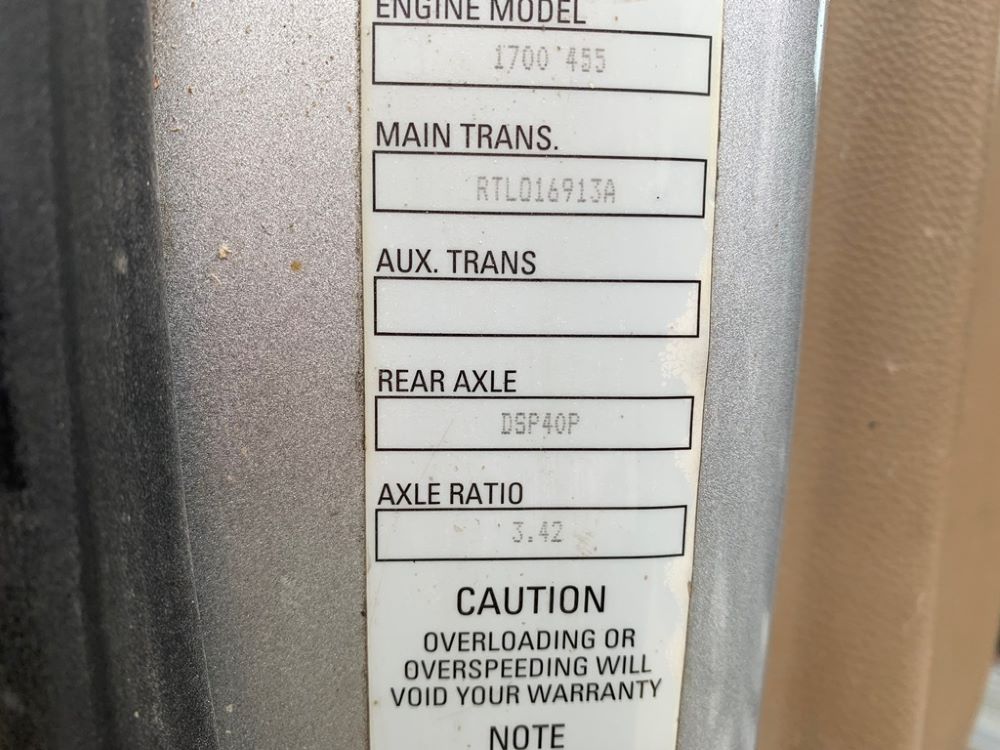 ENGINE MODEL
1700 455
MAIN TRANS.
RTLO16913A
AUX. TRANS
REAR AXLE
DSP40P
AXLE RATIO
3.42
CAUTION
OVERLOADING OR
OVERSPEEDING WILL
VOID YOUR WARRANTY
NOTE